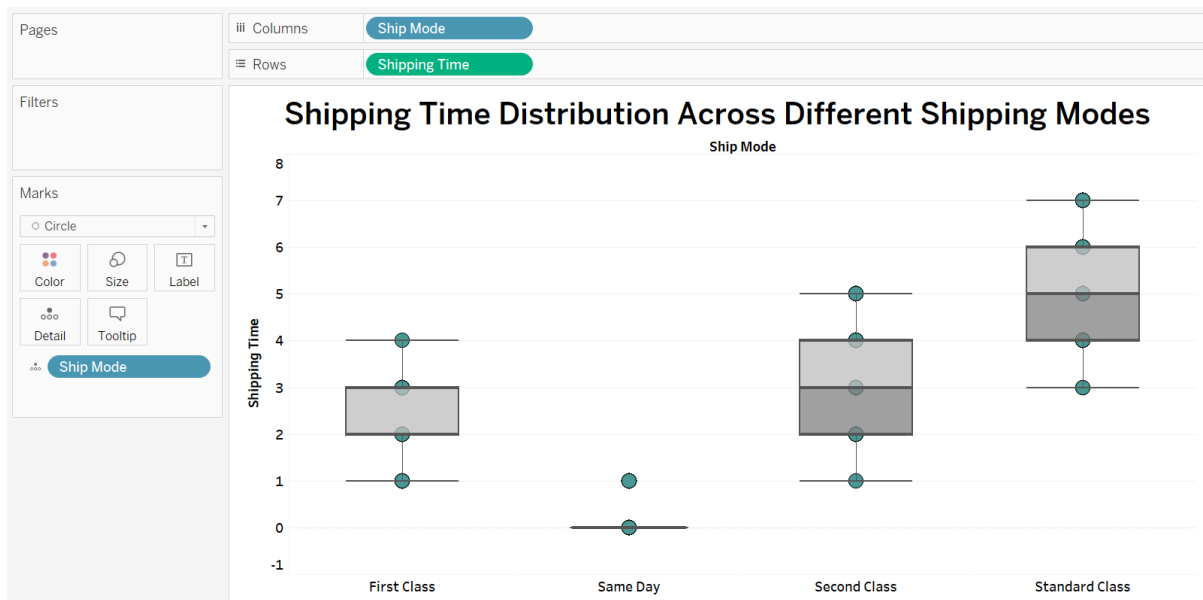 Pages
Columns
Ship Mode
Rows
Shipping Time
Filters
Marks
Circle
Color
Size
T
Label
Detail
Tooltip
Ship Mode
Shipping Time Distribution Across Different Shipping Modes
Ship Mode
Shipping Time
8
7
6
5
4
3
2
1
0
-1
First Class
Same Day
Second Class
Standard Class